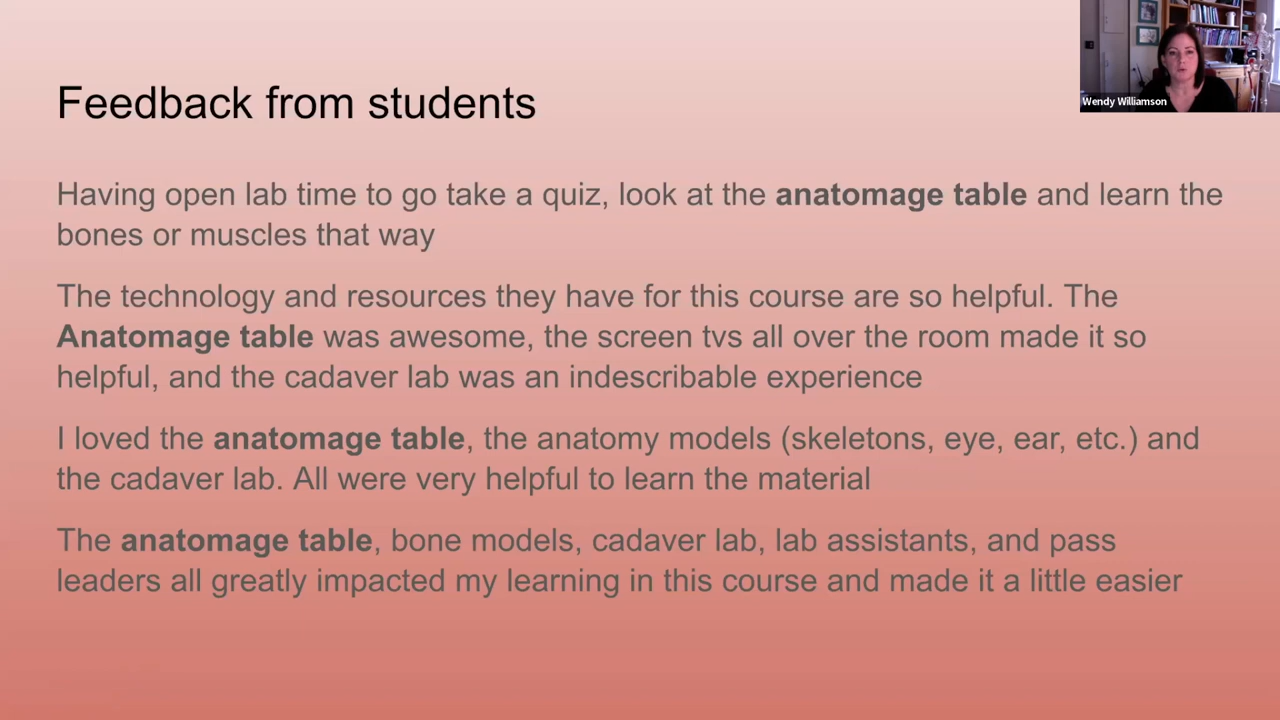 Wendy Williamson
Feedback from students
Having open lab time to go take a quiz, look at the anatomage table and learn the
bones or muscles that way
The technology and resources they have for this course are so helpful. The
Anatomage table was awesome, the screen tvs all over the room made it so
helpful, and the cadaver lab was an indescribable experience
I loved the anatomage table, the anatomy models (skeletons, eye, ear, etc.) and
the cadaver lab. All were very helpful to learn the material
The anatomage table, bone models, cadaver lab, lab assistants, and pass
leaders all greatly impacted my learning in this course and made it a little easier